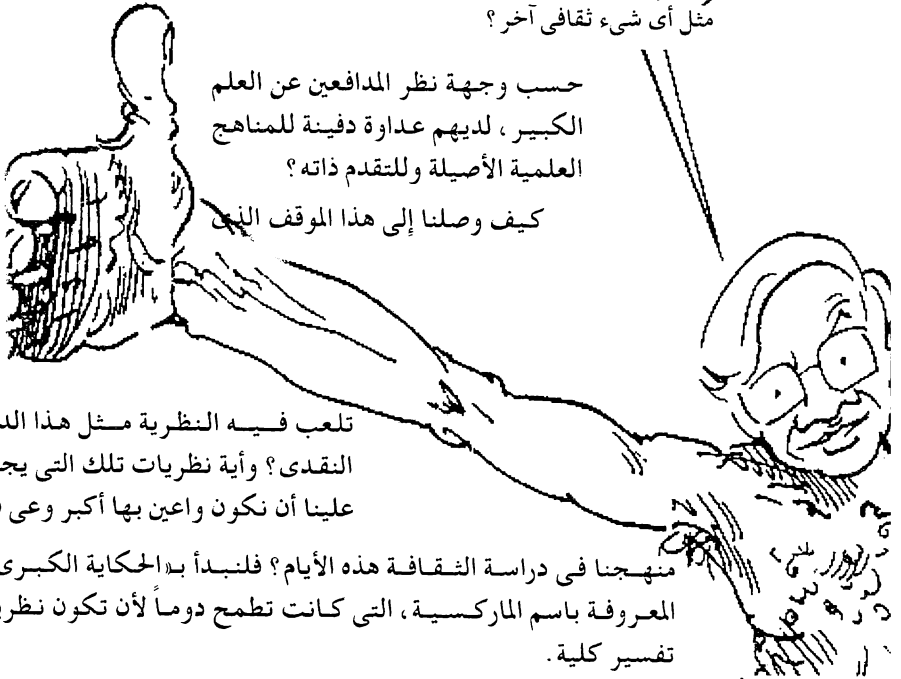 مثل أى شىء ثقافى آخر ؟
حسب وجهة نظر المدافعين عن العلم
الكبير ، لديهم عداوة دفينة للمناهج
العلمية الأصيلة وللتقدم ذاته ؟
كيف وصلنا إلى هذا الموقف الذى
تلعب فيه النظرية مثل هذا
النقدى ؟ وأية نظريات تلك التى
علينا أن نكون واعين بها أكبر وعى
منهجنا فى دراسة الثقافة هذه الأيام ؟ فلنبدأ بـ«الحكاية الكبرى
المعروفة باسم الماركسية ، التى كانت تطمح دوماً لأن تكون
تفسير كلية .